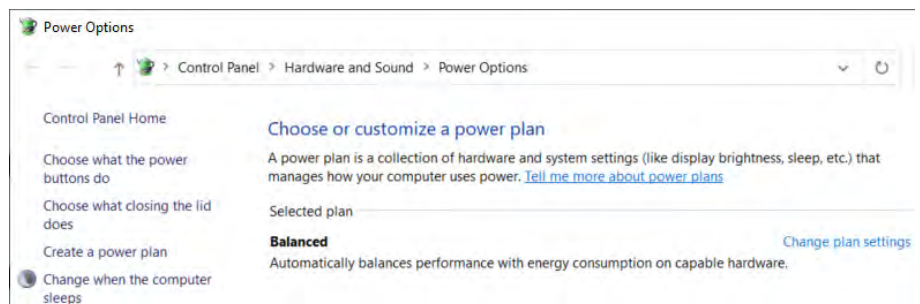 Power Options
Control Panel > Hardware and Sound > Power Options
Control Panel Home
Choose what the power
buttons do
Choose what closing the lid
does
Create a power plan
Change when the computer
sleeps
Choose or customize a power plan
A power plan is a collection of hardware and system settings (like display brightness, sleep, etc.) that
manages how your computer uses power. Tell me more about power plans
Selected plan
Balanced
Change plan settings
Automatically balances performance with energy consumption on capable hardware.